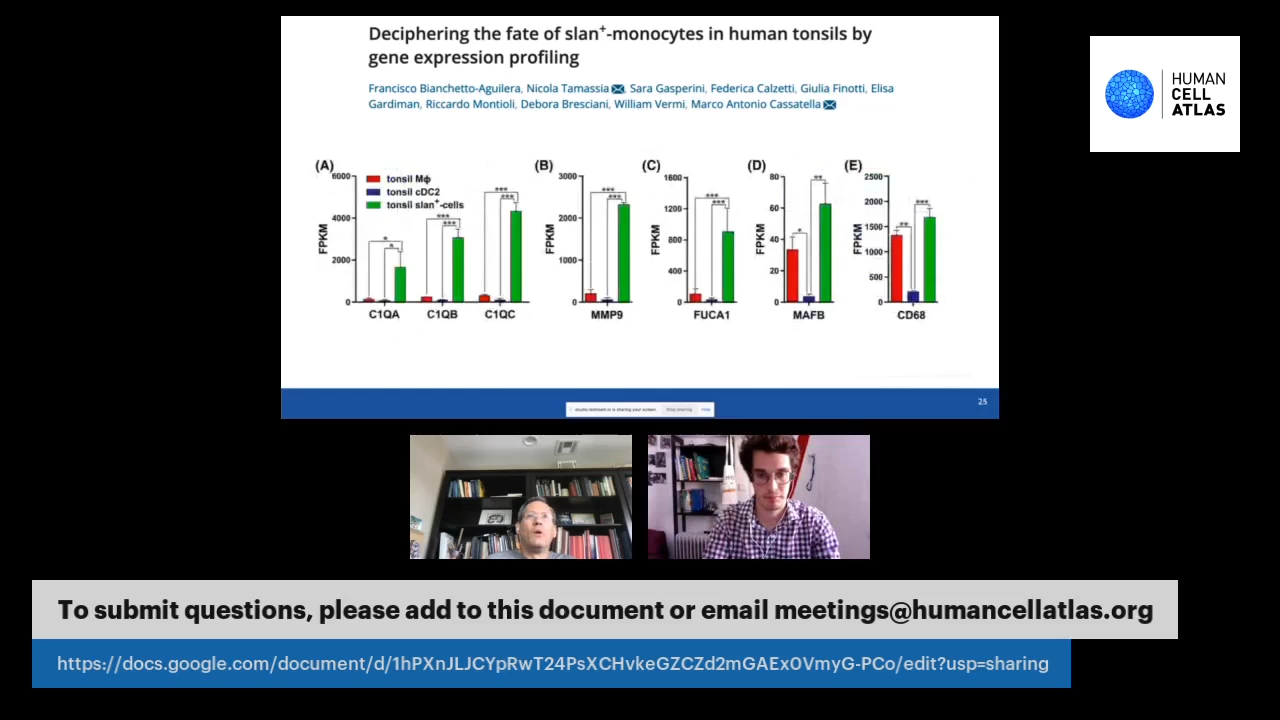 Deciphering the fate of slan+-monocytes in human tonsils by
gene expression profiling
Francisco Bianchetto-Aguilera, Nicola Tamassia, Sara Gasperini, Federica Calzetti, Giulia Finotti, Elisa
Gardiman, Riccardo Montioli, Debora Bresciani, William Vermi, Marco Antonio Cassatella
HUMAN
CELL
ATLAS
(A)
FPKM
6000
4000
2000
0
tonsil Mϕ
tonsil cDC2
tonsil slan+-cells
*
*
***
***
***
***
C1QA C1QB C1QC
(B)
FPKM
3000
2000
1000
0
***
***
MMP9
(C)
FPKM
1600
1200
800
400
0
***
***
FUCA1
(D)
FPKM
80
60
40
20
0
*
**
MAFB
(E)
FPKM
2500
2000
1500
1000
500
0
**
***
CD68
25
Stop sharing
Hide
To submit questions, please add to this document or email meetings@humancellatlas.org
https://docs.google.com/document/d/1hPXnJLJCYpRwT24PsXCHvkeGZCZd2mGAEx0VmyG-PCo/edit?usp=sharing